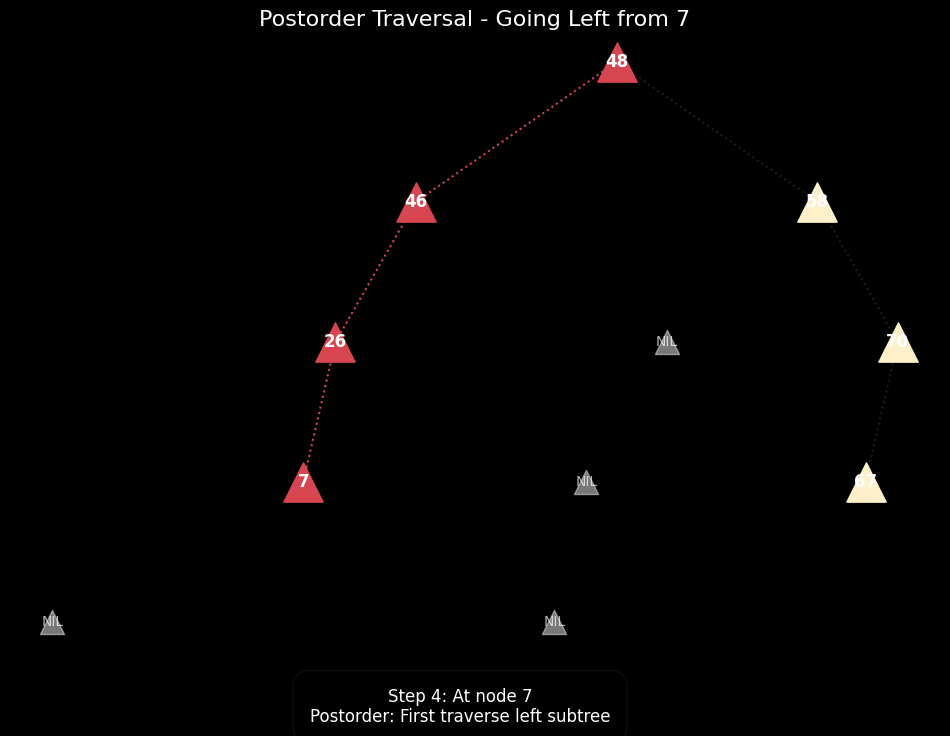 Postorder Traversal - Going Left from 7
48
46
58
26
NIL
70
7
NIL
67
NIL
NIL
Step 4: At node 7
Postorder: First traverse left subtree